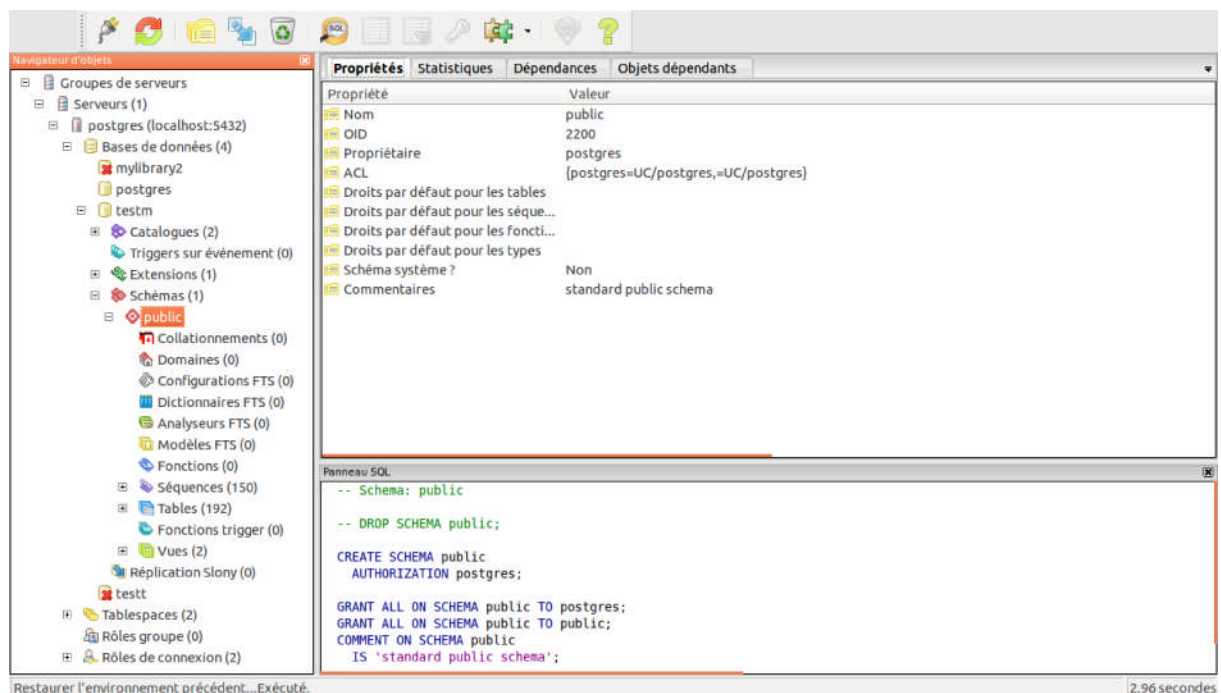 SQL
Navigateur d'objets
Groupes de serveurs
Serveurs (1)
postgres (localhost:5432)
Bases de données (4)
mylibrary2
postgres
testm
Catalogues (2)
Triggers sur événement (0)
Extensions (1)
Schémas (1)
public
Collationnements (0)
Domaines (0)
Configurations FTS (0)
Dictionnaires FTS (0)
Analyseurs FTS (0)
Modèles FTS (0)
Fonctions (0)
Séquences (150)
Tables (192)
Fonctions trigger (0)
Vues (2)
Réplication Slony (0)
testt
Tablespaces (2)
Rôles groupe (0)
Rôles de connexion (2)
Propriétés Statistiques Dépendances Objets dépendants
Propriété Valeur
Nom public
OID 2200
Propriétaire postgres
ACL {postgres=UC/postgres,=UC/postgres}
Droits par défaut pour les tables
Droits par défaut pour les séque...
Droits par défaut pour les foncti...
Droits par défaut pour les types
Schéma système ? Non
Commentaires standard public schema
Panneau SQL
-- Schema: public
-- DROP SCHEMA public;
CREATE SCHEMA public
AUTHORIZATION postgres;
GRANT ALL ON SCHEMA public TO postgres;
GRANT ALL ON SCHEMA public TO public;
COMMENT ON SCHEMA public
IS 'standard public schema';
Restaurer l'environnement précédent...Exécuté.
2.96 secondes